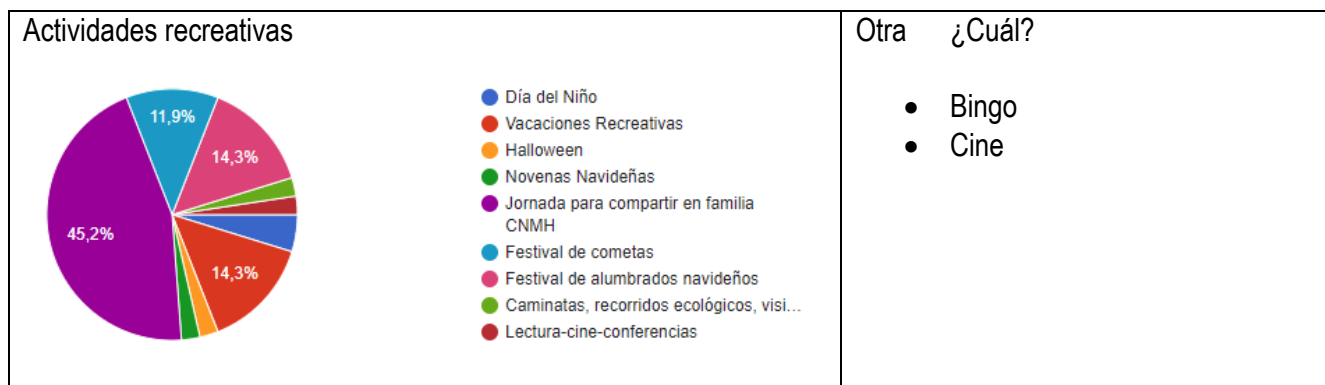 Actividades recreativas
11,9%
14,3%
45,2%
14,3%
Día del Niño
Vacaciones Recreativas
Halloween
Novenas Navideñas
Jornada para compartir en familia
CNMH
Festival de cometas
Festival de alumbrados navideños
Caminatas, recorridos ecológicos, visi...
Lectura-cine-conferencias
Otra ¿Cuál?
• Bingo
• Cine